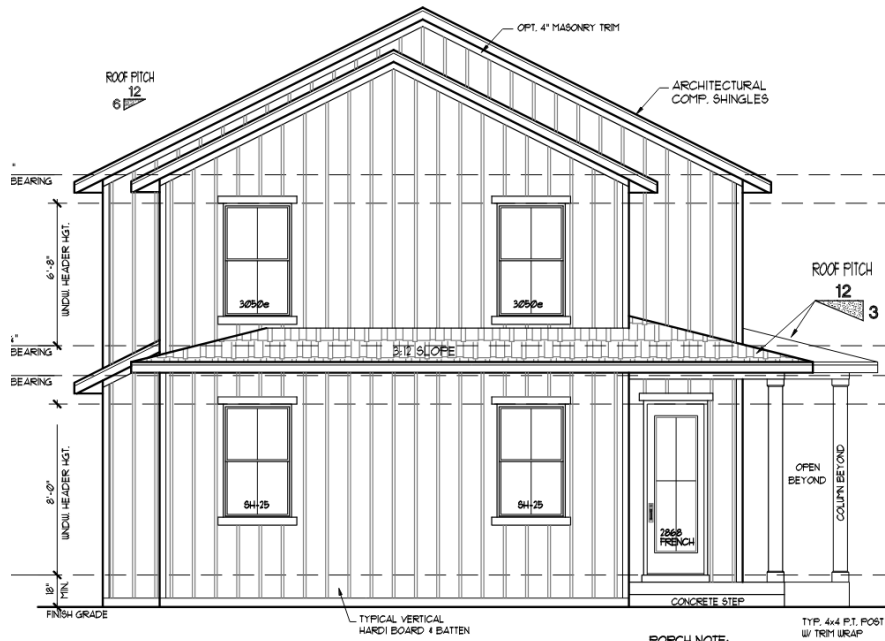 OPT. 4" MASONRY TRIM
ROOF PITCH
12
6
ARCHITECTURAL
COMP. SHINGLES
BEARING
6'-8"
WNDW. HEADER HGT.
3050e
3050e
ROOF PITCH
12
3
BEARING
3:12 SLOPE
BEARING
8'-0"
WNDW. HEADER HGT.
SH-25
SH-25
OPEN
BEYOND
COLUMN BEYOND
2868
FRENCH
18"
MIN.
CONCRETE STEP
FINISH GRADE
TYPICAL VERTICAL
HARDI BOARD & BATTEN
TYP. 4x4 P.T. POST
W/ TRIM WRAP
PORCH NOTE: